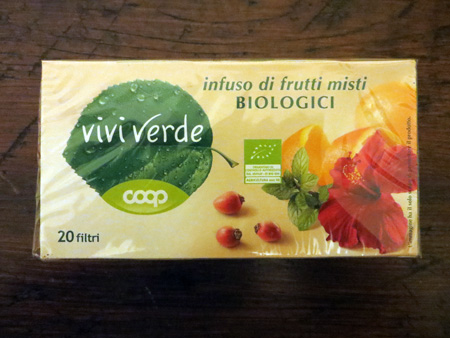 infuso di frutti misti
BIOLOGICI
vivi verde
coop
20 filtri